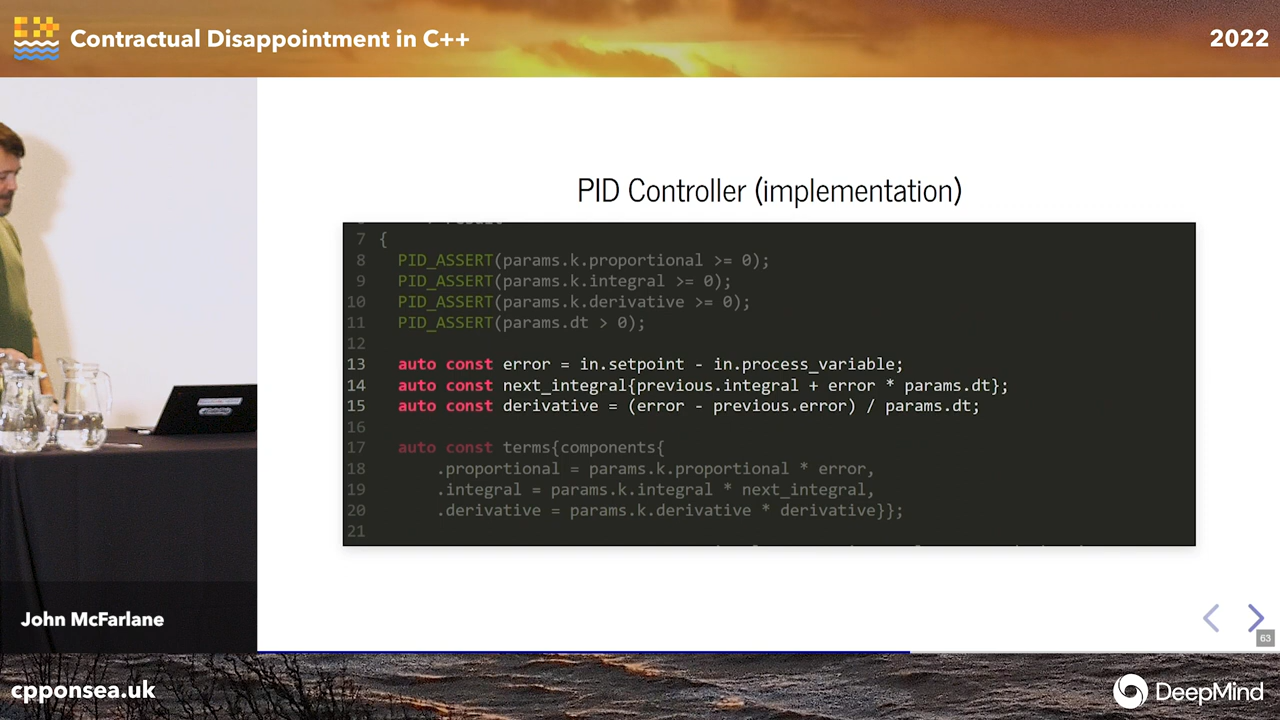 Contractual Disappointment in C++
2022
PID Controller (implementation)
7 {
8 PID_ASSERT(params.k.proportional >= 0);
9 PID_ASSERT(params.k.integral >= 0);
10 PID_ASSERT(params.k.derivative >= 0);
11 PID_ASSERT(params.dt > 0);
12
13 auto const error = in.setpoint - in.process_variable;
14 auto const next_integral{previous.integral + error * params.dt};
15 auto const derivative = (error - previous.error) / params.dt;
16
17 auto const terms{components{
18 .proportional = params.k.proportional * error,
19 .integral = params.k.integral * next_integral,
20 .derivative = params.k.derivative * derivative}};
21
63
John McFarlane
cpponsea.uk
DeepMind